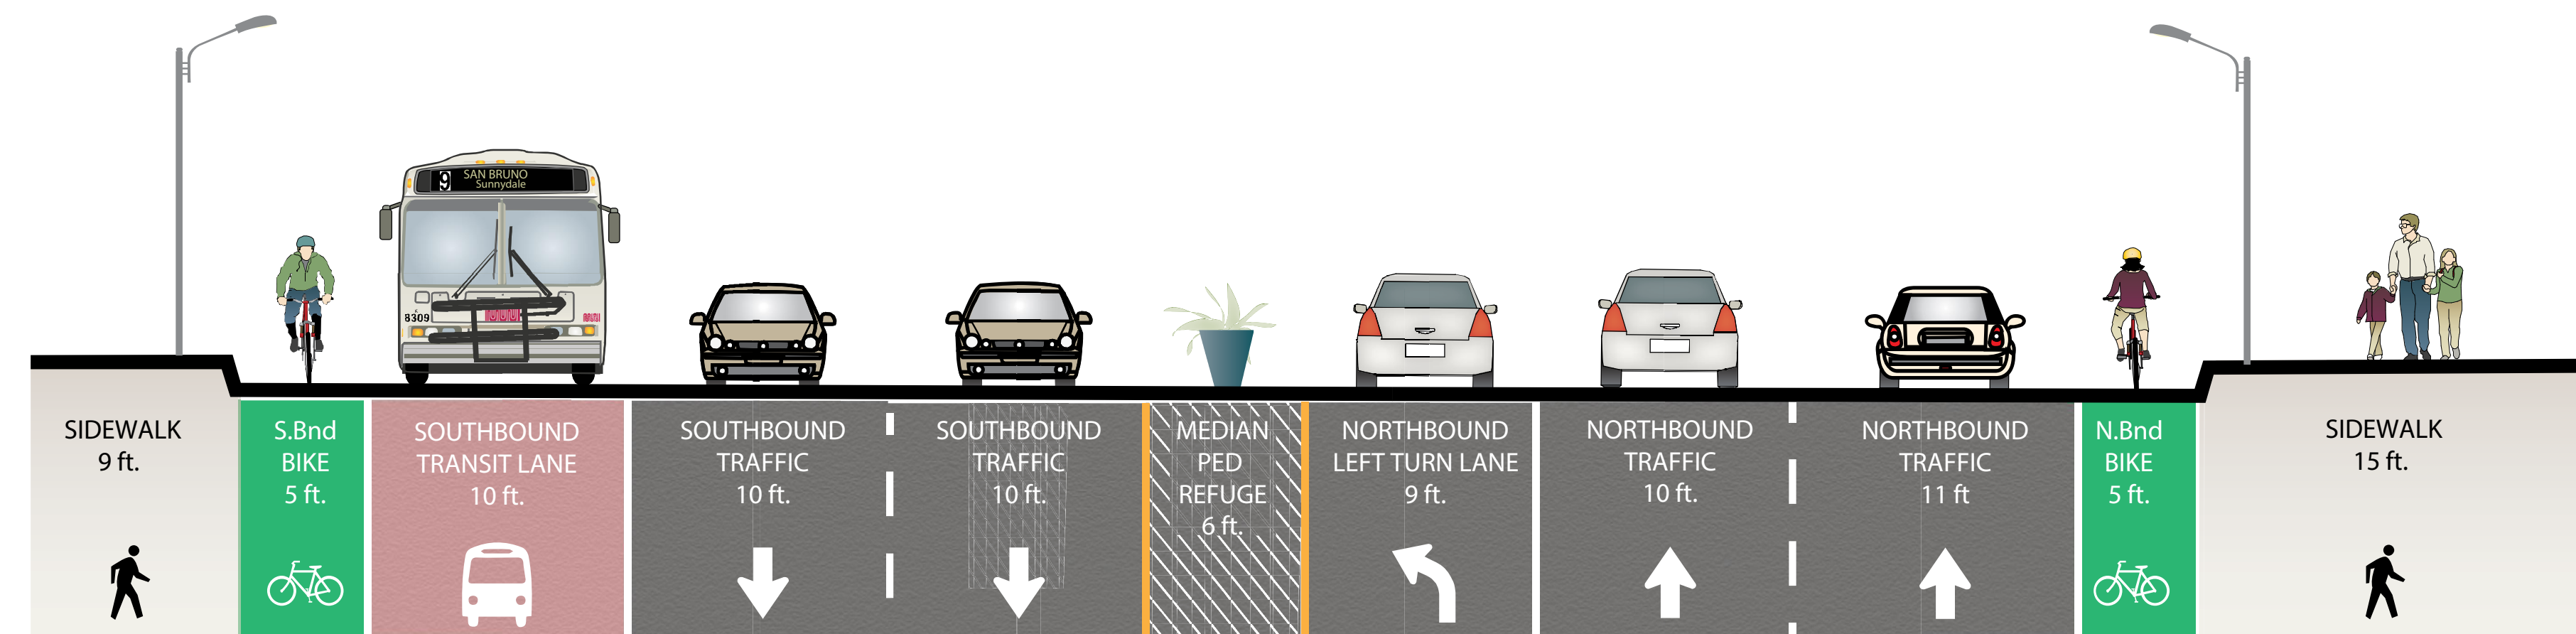 9 SAN BRUNO
Sunnydale
8309
SIDEWALK
9 ft.
S.Bnd
BIKE
5 ft.
SOUTHBOUND
TRANSIT LANE
10 ft.
SOUTHBOUND
TRAFFIC
10 ft.
SOUTHBOUND
TRAFFIC
10 ft.
MEDIAN
PED
REFUGE
6 ft.
NORTHBOUND
LEFT TURN LANE
9 ft.
NORTHBOUND
TRAFFIC
10 ft.
NORTHBOUND
TRAFFIC
11 ft
N.Bnd
BIKE
5 ft.
SIDEWALK
15 ft.